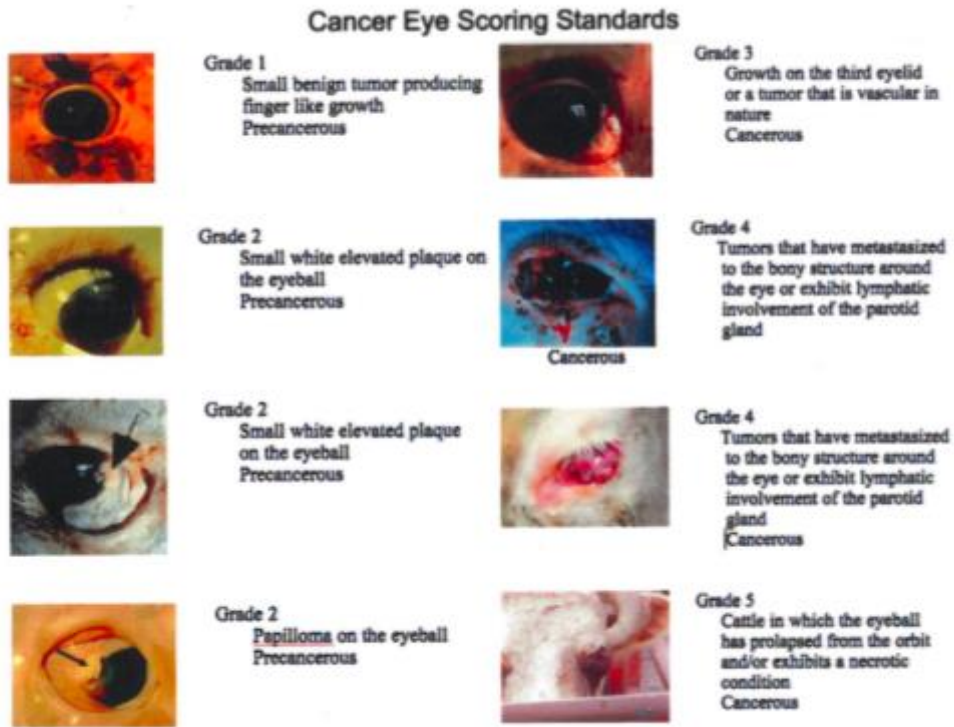 Cancer Eye Scoring Standards
Grade 1
Small benign tumor producing
finger like growth
Precancerous
Grade 2
Small white elevated plaque on
the eyeball
Precancerous
Grade 2
Small white elevated plaque
on the eyeball
Precancerous
Grade 2
Papilloma on the eyeball
Precancerous
Grade 3
Growth on the third eyelid
or a tumor that is vascular in
nature
Cancerous
Grade 4
Tumors that have metastasized
to the bony structure around
the eye or exhibit lymphatic
involvement of the parotid
gland
Cancerous
Grade 4
Tumors that have metastasized
to the bony structure around
the eye or exhibit lymphatic
involvement of the parotid
gland
Cancerous
Grade 5
Cattle in which the eyeball
has prolapsed from the orbit
and/or exhibits a necrotic
condition
Cancerous